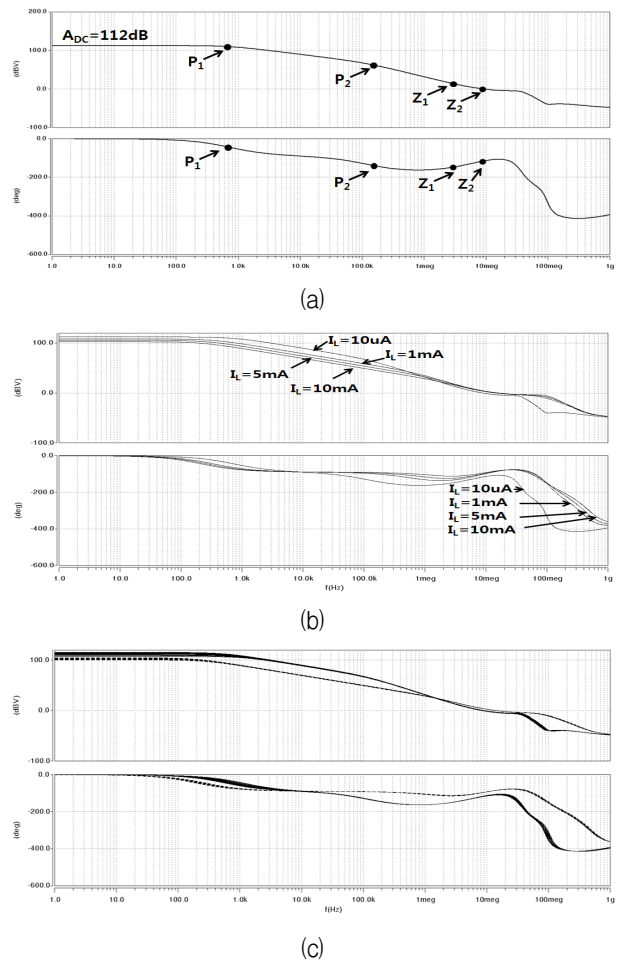 200.0
A_DC=112dB
100.0
(dBV)
P₁
P₂
0.0
Z₁
Z₂
-100.0
0.0
P₁
P₂
Z₁
Z₂
(deg)
-200.0
-400.0
-600.0
1.0 100.0 1.0k 10.0k 100.0k 1meg 10meg 100meg 1g
(a)
I_L=10uA
100.0
I_L=1mA
(dBV)
I_L=5mA
I_L=10mA
0.0
-100.0
0.0
(deg)
-200.0
I_L=10uA
I_L=1mA
-400.0
I_L=5mA
I_L=10mA
-600.0
1.0 100.0 1.0k 10.0k 100.0k 1meg 10meg 100meg 1g
f(Hz)
(b)
100.0
(dBV)
0.0
-100.0
0.0
(deg)
-200.0
-400.0
-600.0
1.0 100.0 1.0k 10.0k 100.0k 1meg 10meg 100meg 1g
f(Hz)
(c)